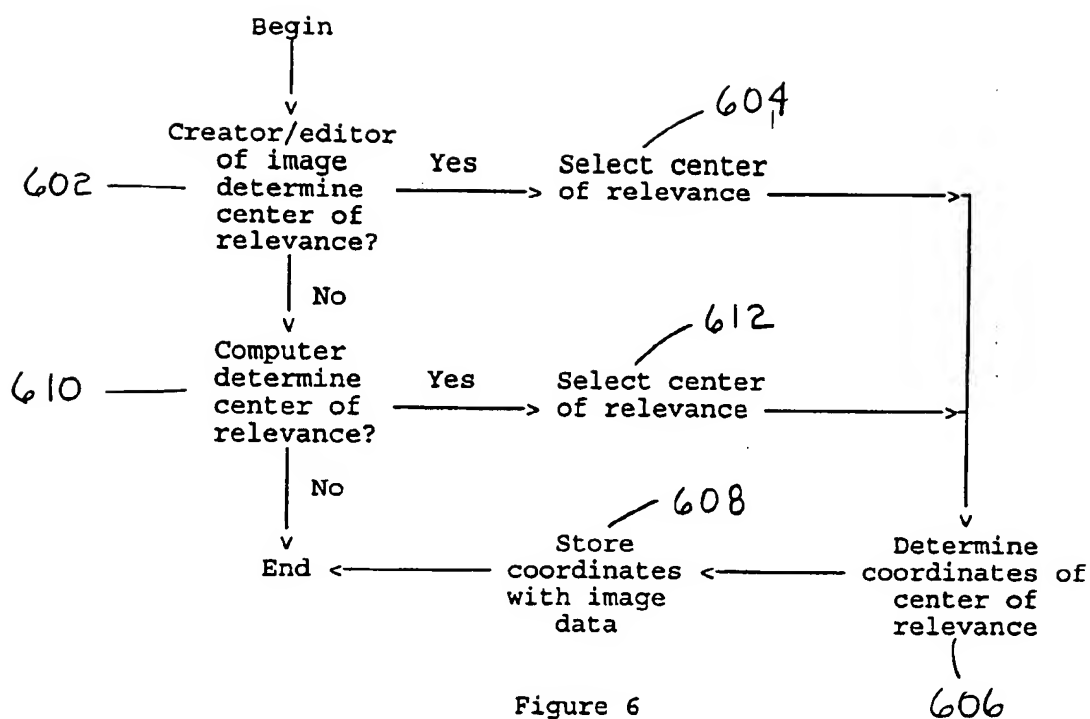 Begin
604
Creator/editor
of image
determine
center of
relevance?
602
Yes
Select center
of relevance
No
612
Computer
determine
center of
relevance?
610
Yes
Select center
of relevance
No
608
End
Store
coordinates
with image
data
Determine
coordinates of
center of
relevance
606
Figure 6